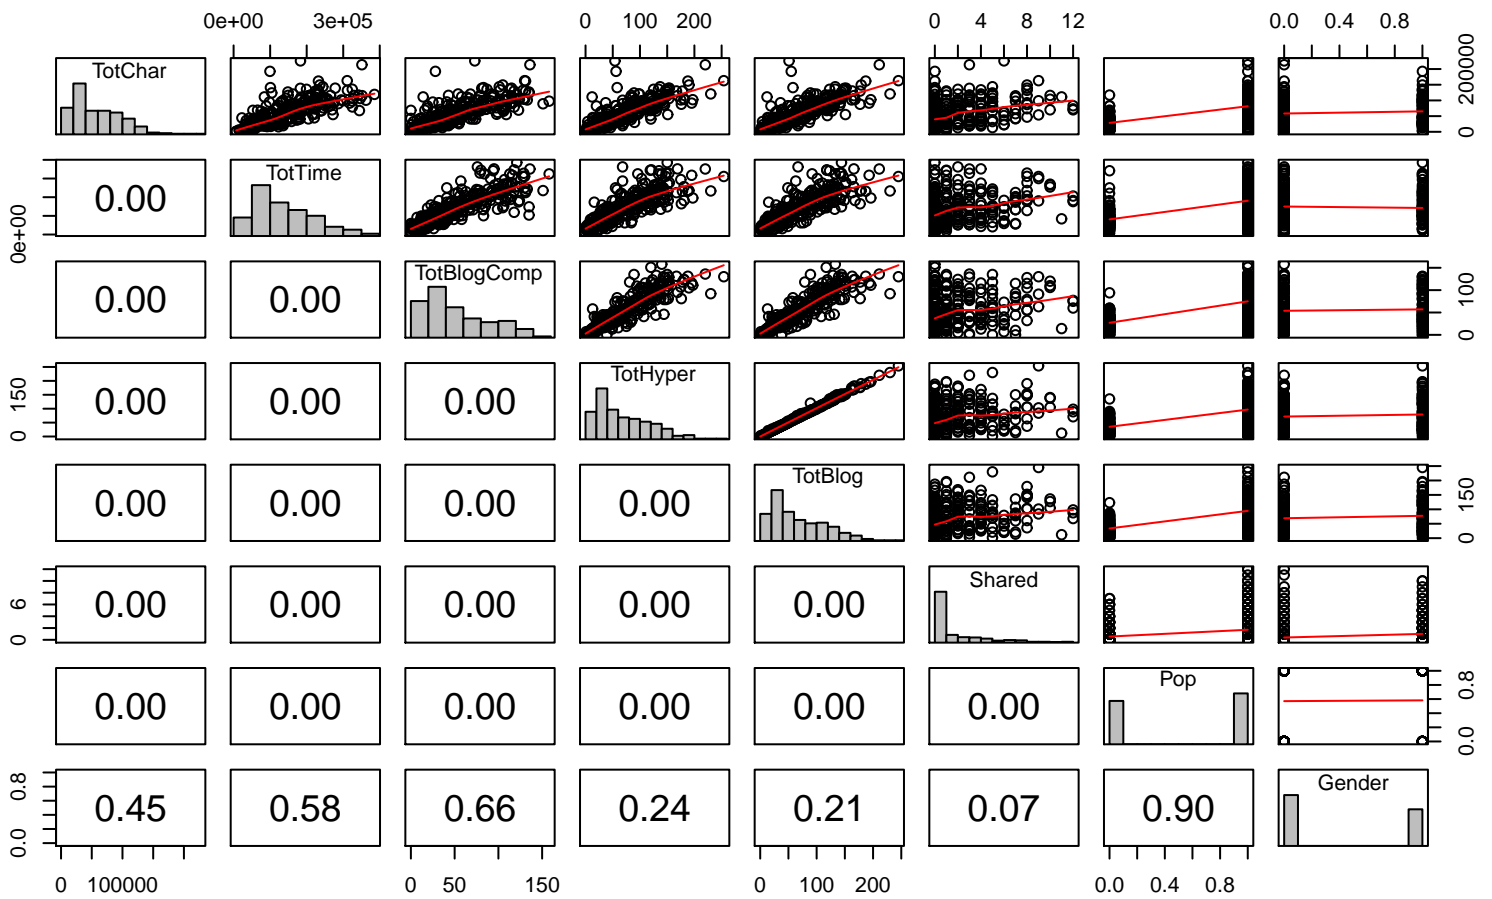 0e+00 3e+05 0 100 200 0 4 8 12 0.0 0.4 0.8
TotChar
0 200000
TotTime
0.00
0e+00
TotBlogComp
0.00 0.00
0 100
TotHyper
0 150
0.00 0.00 0.00
TotBlog
0.00 0.00 0.00 0.00
0 150
Shared
0 6
0.00 0.00 0.00 0.00 0.00
Pop
0.00 0.00 0.00 0.00 0.00 0.00
0.0 0.8
Gender
0.0 0.8
0.45 0.58 0.66 0.24 0.21 0.07 0.90
0 100000 0 50 150 0 100 200 0.0 0.4 0.8